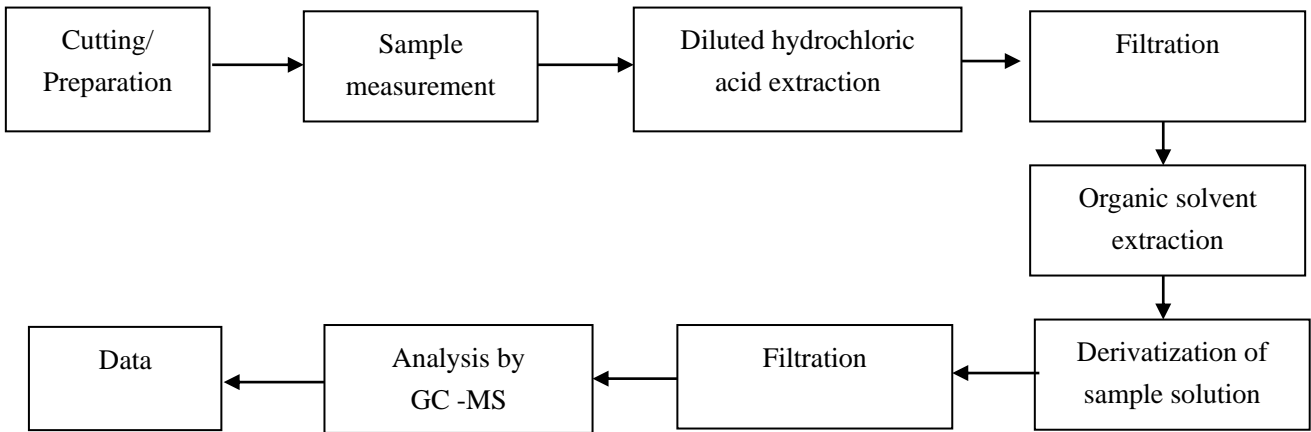 Cutting/
Preparation
Sample
measurement
Diluted hydrochloric
acid extraction
Filtration
Organic solvent
extraction
Derivatization of
sample solution
Filtration
Analysis by
GC -MS
Data